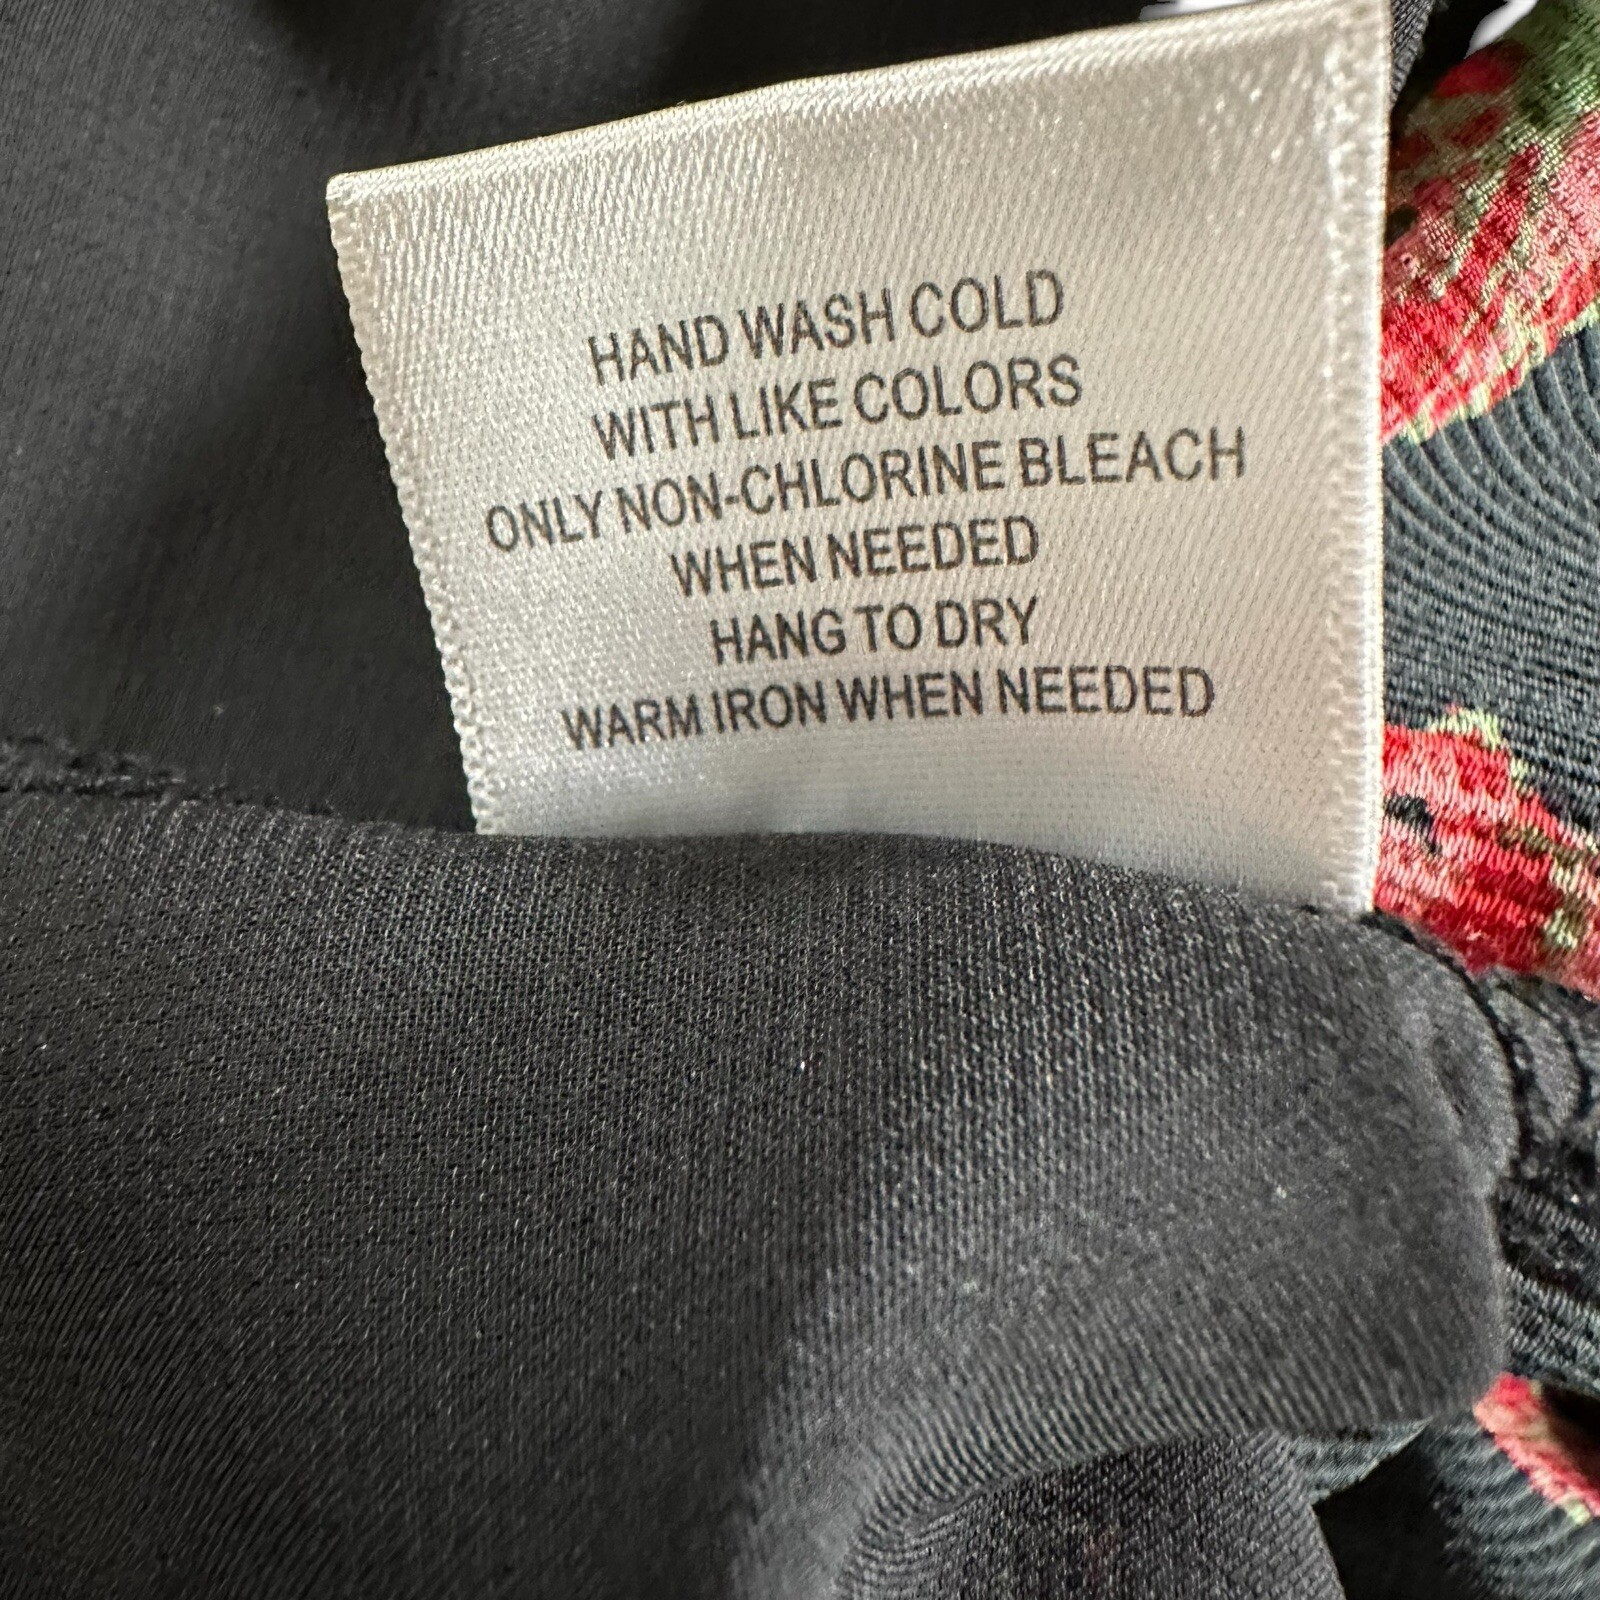 HAND WASH COLD
WITH LIKE COLORS
ONLY NON-CHLORINE BLEACH
WHEN NEEDED
HANG TO DRY
WARM IRON WHEN NEEDED